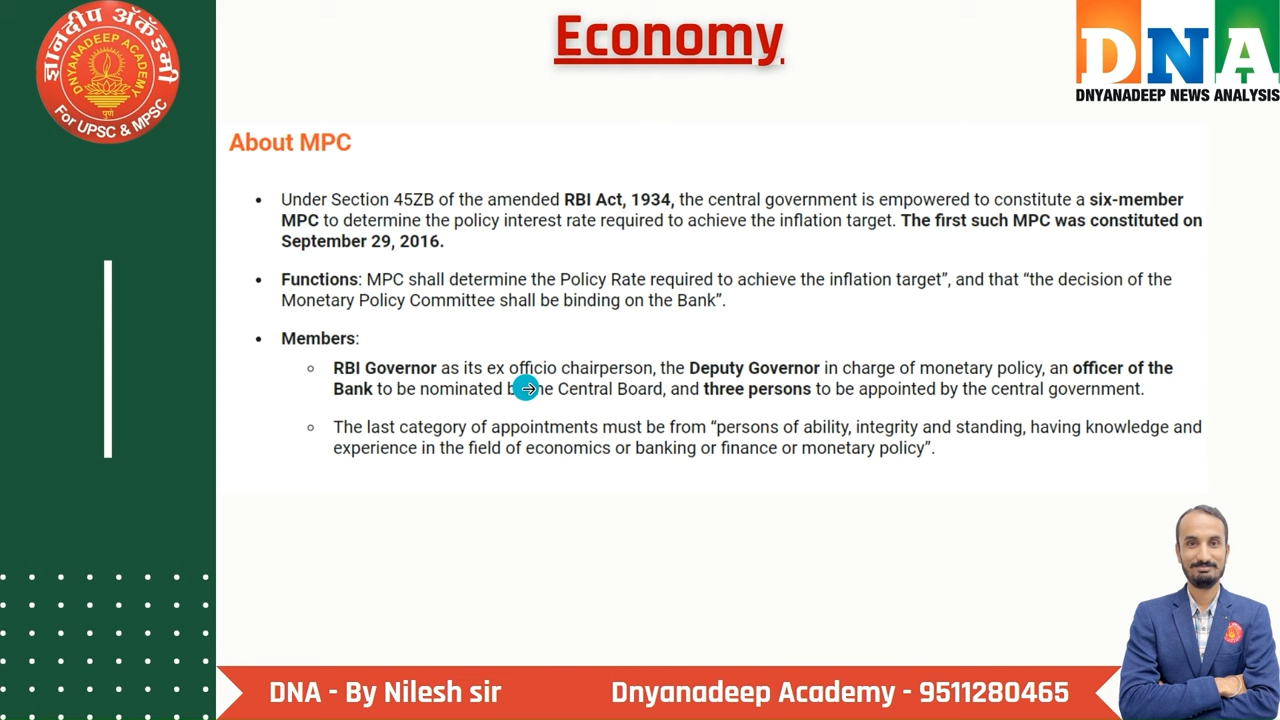 ज्ञानदीप अ‍ॅकॅडमी
DNYANADEEP ACADEMY
पुणे
For UPSC & MPSC
Economy
DNA
DNYANADEEP NEWS ANALYSIS
About MPC
• Under Section 45ZB of the amended RBI Act, 1934, the central government is empowered to constitute a six-member
MPC to determine the policy interest rate required to achieve the inflation target. The first such MPC was constituted on
September 29, 2016.
• Functions: MPC shall determine the Policy Rate required to achieve the inflation target”, and that “the decision of the
Monetary Policy Committee shall be binding on the Bank”.
• Members:
○ RBI Governor as its ex officio chairperson, the Deputy Governor in charge of monetary policy, an officer of the
Bank to be nominated by the Central Board, and three persons to be appointed by the central government.
○ The last category of appointments must be from “persons of ability, integrity and standing, having knowledge and
experience in the field of economics or banking or finance or monetary policy”.
DNA - By Nilesh sir
Dnyanadeep Academy - 9511280465